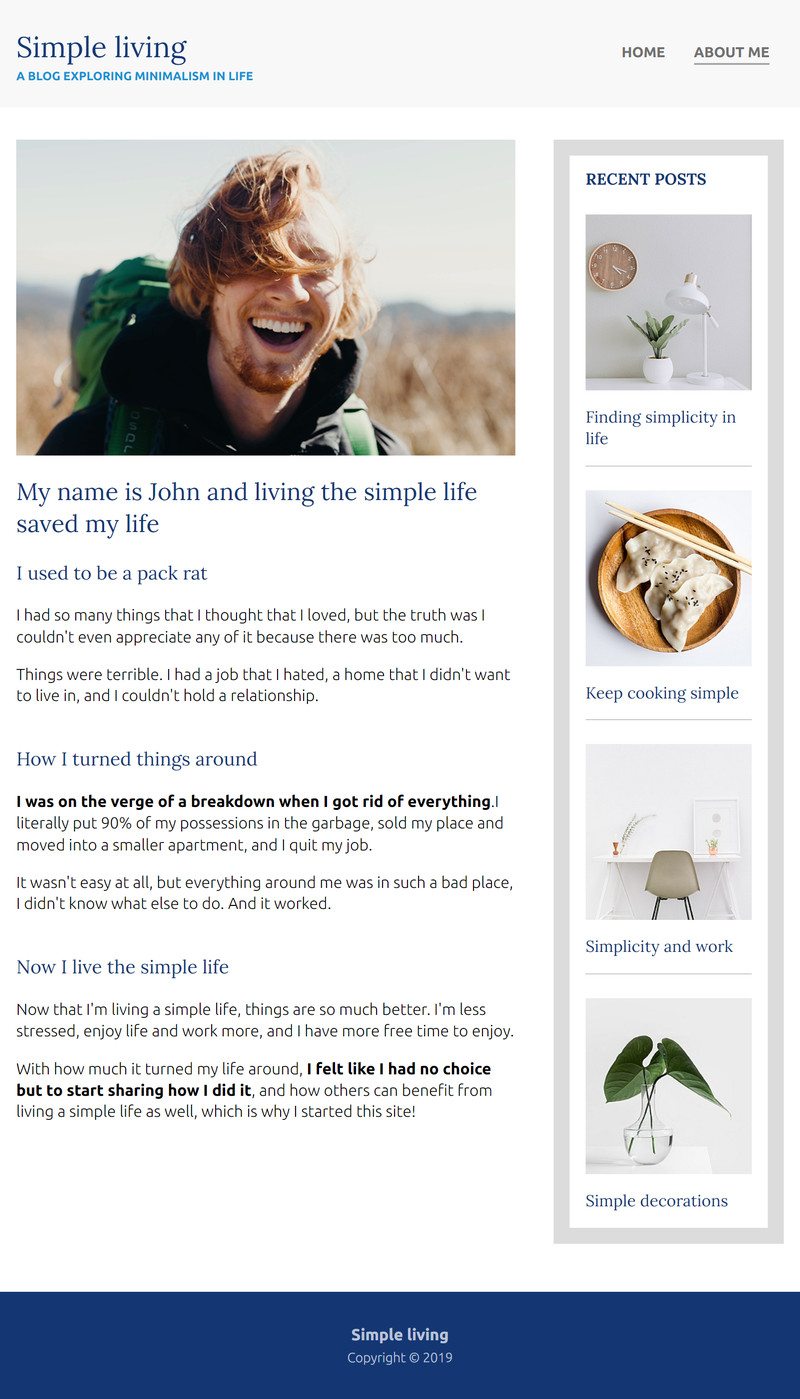 Simple living
A BLOG EXPLORING MINIMALISM IN LIFE
HOME
ABOUT ME
My name is John and living the simple life
saved my life
I used to be a pack rat
I had so many things that I thought that I loved, but the truth was I
couldn't even appreciate any of it because there was too much.
Things were terrible. I had a job that I hated, a home that I didn't want
to live in, and I couldn't hold a relationship.
How I turned things around
I was on the verge of a breakdown when I got rid of everything.I
literally put 90% of my possessions in the garbage, sold my place and
moved into a smaller apartment, and I quit my job.
It wasn't easy at all, but everything around me was in such a bad place,
I didn't know what else to do. And it worked.
Now I live the simple life
Now that I'm living a simple life, things are so much better. I'm less
stressed, enjoy life and work more, and I have more free time to enjoy.
With how much it turned my life around, I felt like I had no choice
but to start sharing how I did it, and how others can benefit from
living a simple life as well, which is why I started this site!
RECENT POSTS
Finding simplicity in
life
Keep cooking simple
Simplicity and work
Simple decorations
Simple living
Copyright © 2019